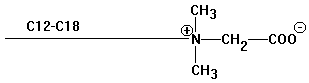 CH₃
C12-C18
⊕ ⊖
N—CH₂—COO
CH₃